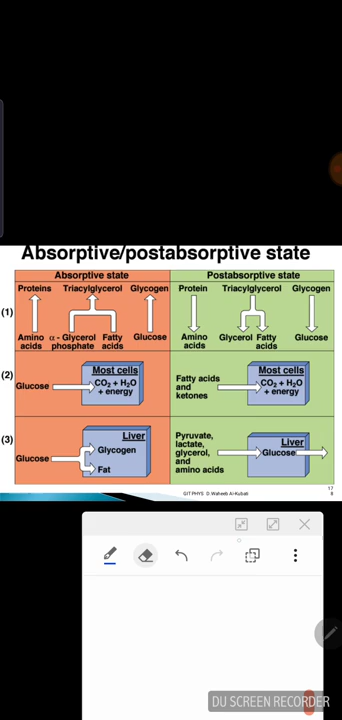 Absorptive/postabsorptive state
Absorptive state
Postabsorptive state
(1)
Proteins Triacylglycerol Glycogen
Amino acids
α - Glycerol phosphate
Fatty acids
Glucose
Protein Triacylglycerol Glycogen
Amino acids
Glycerol
Fatty acids
Glucose
(2)
Glucose
Most cells
CO2 + H2O
+ energy
Fatty acids
and
ketones
Most cells
CO2 + H2O
+ energy
(3)
Glucose
Liver
Glycogen
Fat
Pyruvate,
lactate,
glycerol,
and
amino acids
Liver
Glucose
GIT PHYS D.Waheeb Al-Kubati
17
8
DU SCREEN RECORDER